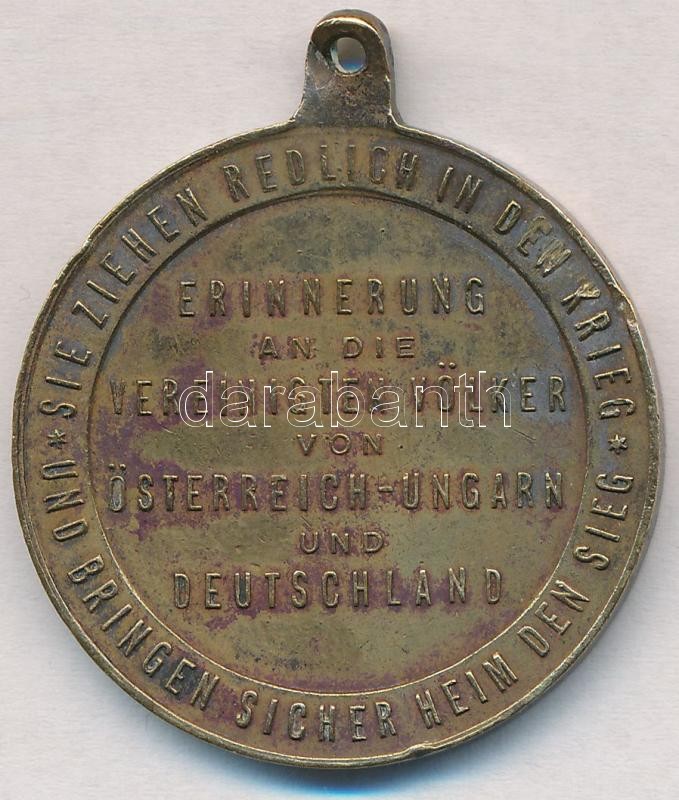 * SIE ZIEHEN REDLICH IN DEN KRIEG *
UND BRINGEN SICHER HEIM DEN SIEG
ERINNERUNG
AN DIE
VEREINIGTEN VÖLKER
VON
ÖSTERREICH-UNGARN
UND
DEUTSCHLAND
darabanth